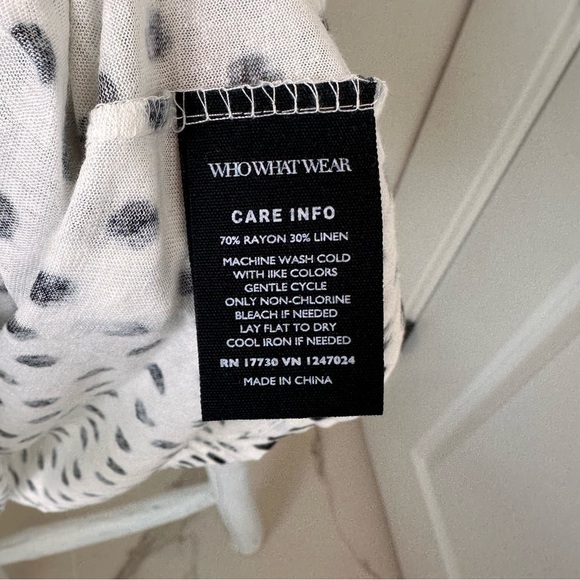 WHO WHAT WEAR
CARE INFO
70% RAYON 30% LINEN
MACHINE WASH COLD
WITH IIKE COLORS
GENTLE CYCLE
ONLY NON-CHLORINE
BLEACH IF NEEDED
LAY FLAT TO DRY
COOL IRON IF NEEDED
RN 17730 VN 1247024
MADE IN CHINA